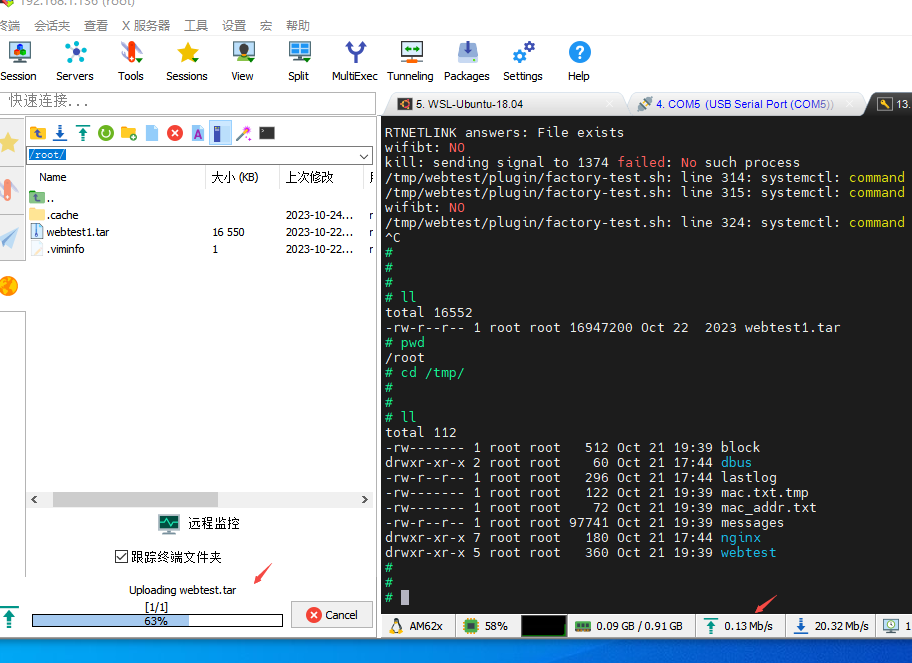 192.168.1.136 (root)
终端 会话夹 查看 X 服务器 工具 设置 宏 帮助
Session Servers Tools Sessions View Split MultiExec Tunneling Packages Settings Help
快速连接...
5. WSL-Ubuntu-18.04
4. COM5 (USB Serial Port (COM5))
13.
/root/
Name 大小 (KB) 上次修改
..
.cache 2023-10-24...
webtest1.tar 16 550 2023-10-22...
.viminfo 1 2023-10-22...
远程监控
跟踪终端文件夹
Uploading webtest.tar
[1/1]
63%
Cancel
RTNETLINK answers: File exists
wifibt: NO
kill: sending signal to 1374 failed: No such process
/tmp/webtest/plugin/factory-test.sh: line 314: systemctl: command
/tmp/webtest/plugin/factory-test.sh: line 315: systemctl: command
wifibt: NO
/tmp/webtest/plugin/factory-test.sh: line 324: systemctl: command
^C
#
#
#
# ll
total 16552
-rw-r--r-- 1 root root 16947200 Oct 22  2023 webtest1.tar
# pwd
/root
# cd /tmp/
#
#
# ll
total 112
-rw------- 1 root root   512 Oct 21 19:39 block
drwxr-xr-x 2 root root    60 Oct 21 17:44 dbus
-rw-r--r-- 1 root root   296 Oct 21 17:44 lastlog
-rw------- 1 root root   122 Oct 21 19:39 mac.txt.tmp
-rw------- 1 root root    72 Oct 21 19:39 mac_addr.txt
-rw-r--r-- 1 root root 97741 Oct 21 19:39 messages
drwxr-xr-x 7 root root   180 Oct 21 17:44 nginx
drwxr-xr-x 5 root root   360 Oct 21 19:39 webtest
#
#
#
AM62x 58% 0.09 GB / 0.91 GB 0.13 Mb/s 20.32 Mb/s 1